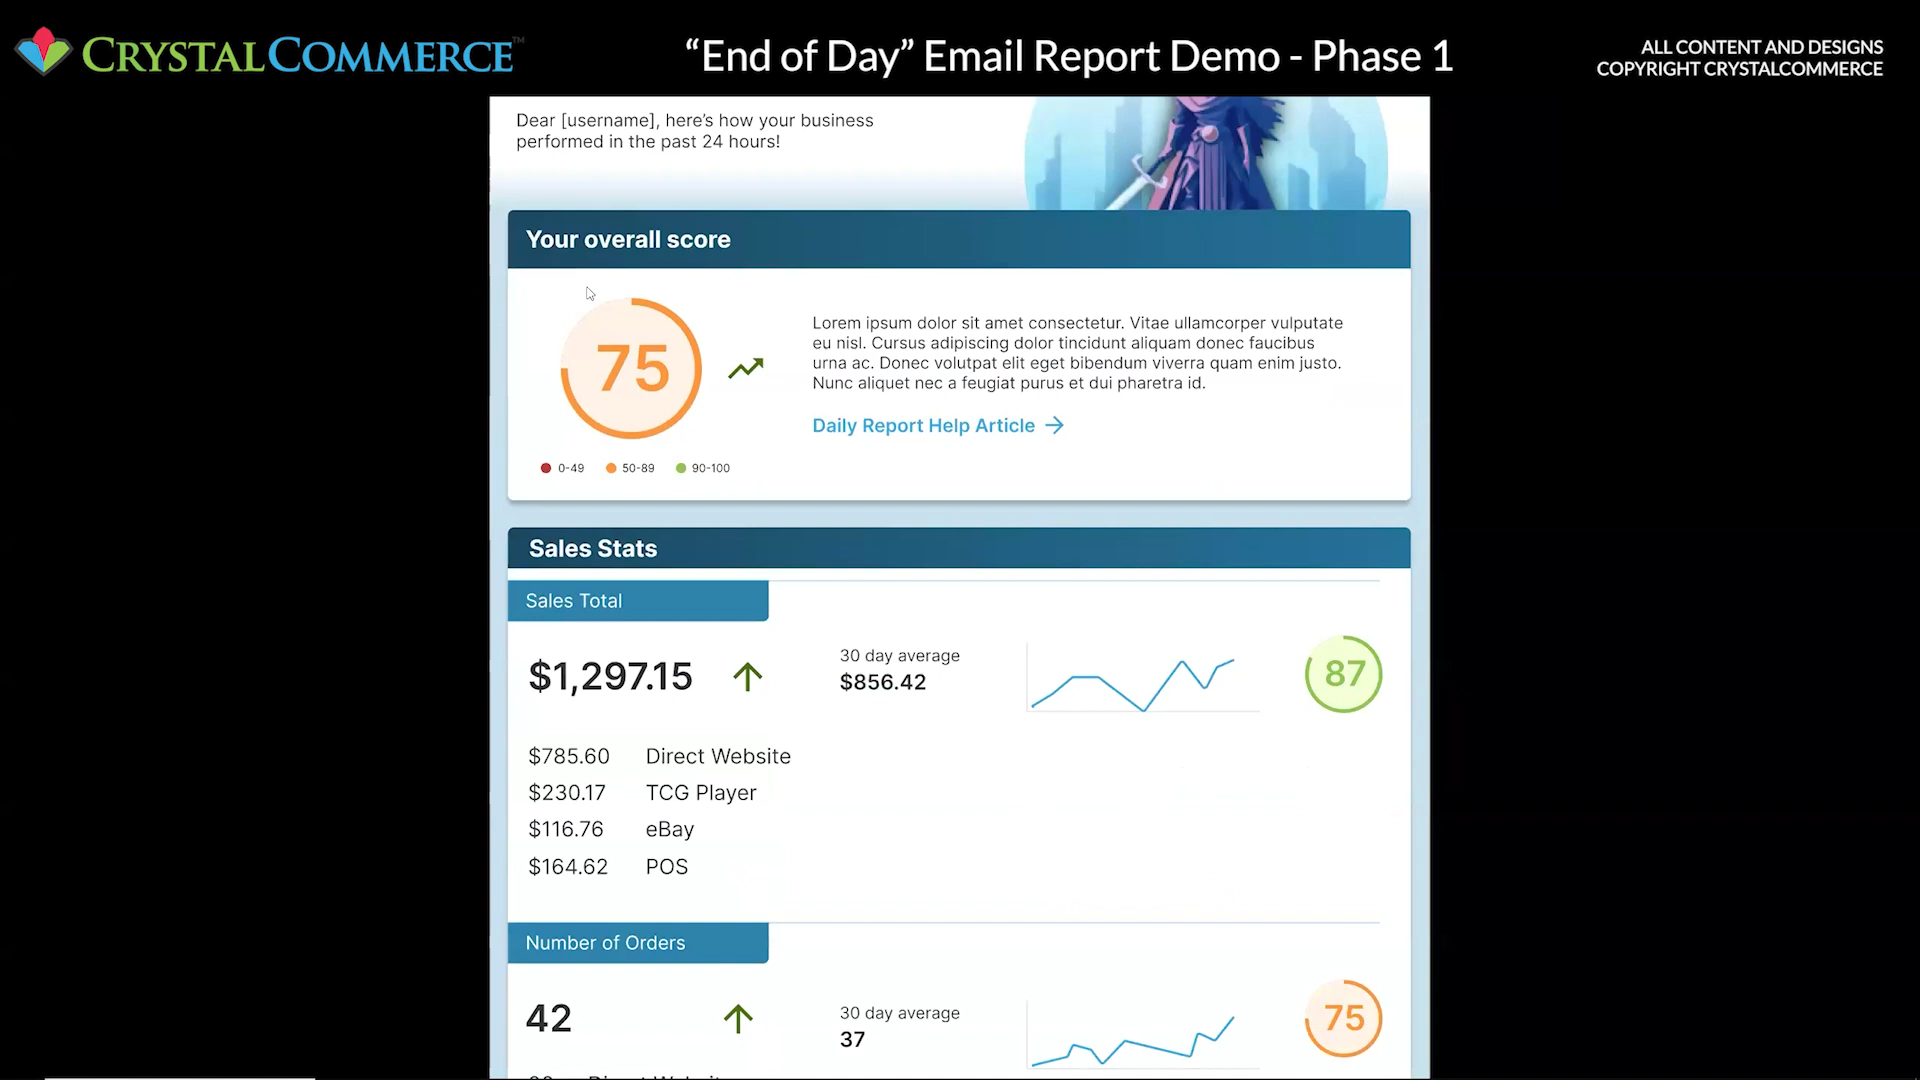 CRYSTALCOMMERCE™
“End of Day” Email Report Demo - Phase 1
ALL CONTENT AND DESIGNS
COPYRIGHT CRYSTALCOMMERCE
Dear [username], here's how your business
performed in the past 24 hours!
Your overall score
75
Lorem ipsum dolor sit amet consectetur. Vitae ullamcorper vulputate
eu nisl. Cursus adipiscing dolor tincidunt aliquam donec faucibus
urna ac. Donec volutpat elit eget bibendum viverra quam enim justo.
Nunc aliquet nec a feugiat purus et dui pharetra id.
Daily Report Help Article
0-49 50-89 90-100
Sales Stats
Sales Total
$1,297.15
30 day average
$856.42
87
$785.60 Direct Website
$230.17 TCG Player
$116.76 eBay
$164.62 POS
Number of Orders
42
30 day average
37
75